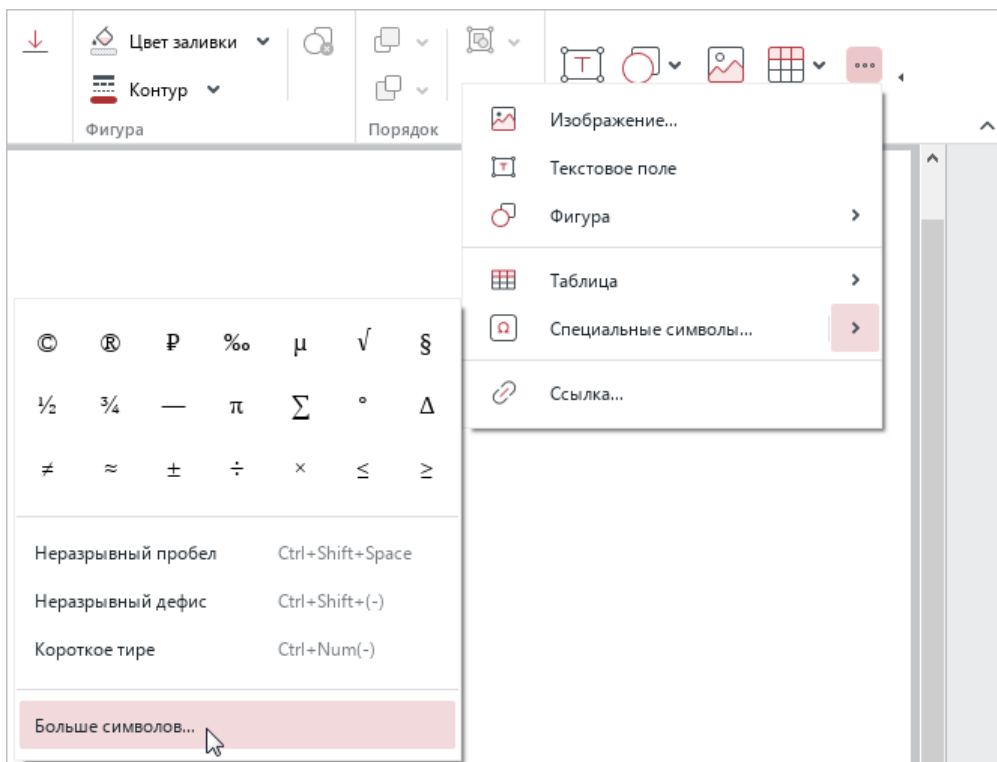 Цвет заливки
Контур
Фигура
Порядок
Изображение...
Текстовое поле
Фигура
Таблица
Специальные символы...
Ссылка...
© ® ₽ ‰ µ √ §
½ ¾ — π ∑ ° Δ
≠ ≈ ± ÷ × ≤ ≥
Неразрывный пробел Ctrl+Shift+Space
Неразрывный дефис Ctrl+Shift+(-)
Короткое тире Ctrl+Num(-)
Больше символов...